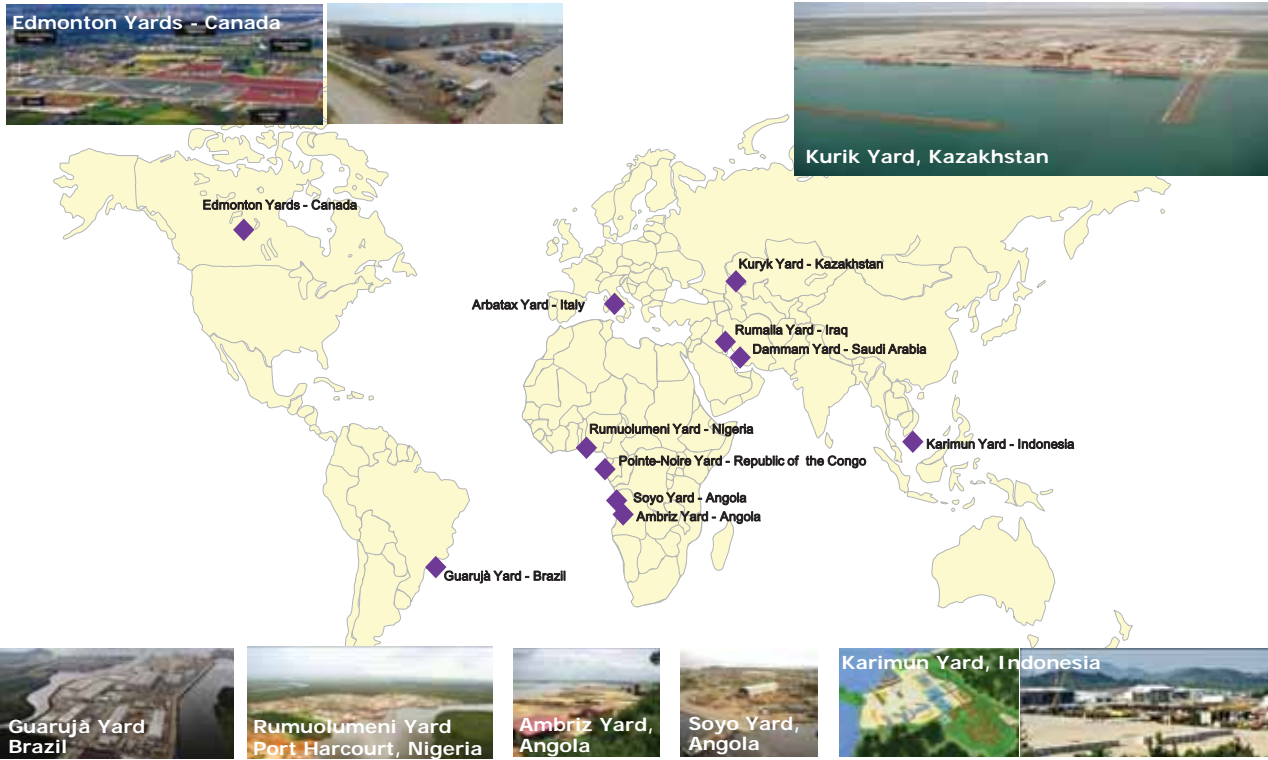 Edmonton Yards - Canada
Kurik Yard, Kazakhstan
Edmonton Yards - Canada
Kuryk Yard - Kazakhstan
Arbatax Yard - Italy
Rumaila Yard - Iraq
Dammam Yard - Saudi Arabia
Rumuolumeni Yard - Nigeria
Karimun Yard - Indonesia
Pointe-Noire Yard - Republic of the Congo
Soyo Yard - Angola
Ambriz Yard - Angola
Guarujà Yard - Brazil
Guarujà Yard
Brazil
Rumuolumeni Yard
Port Harcourt, Nigeria
Ambriz Yard,
Angola
Soyo Yard,
Angola
Karimun Yard, Indonesia